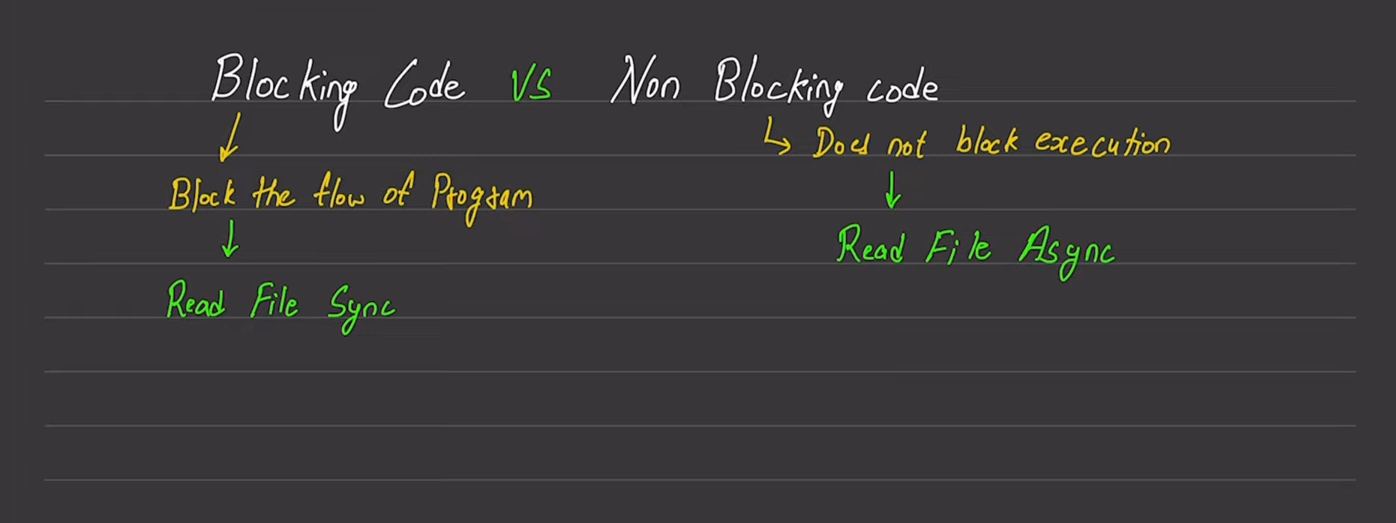 Blocking Code VS Non Blocking code
↳ Does not block execution
Block the flow of Program
Read File Async
Read File Sync